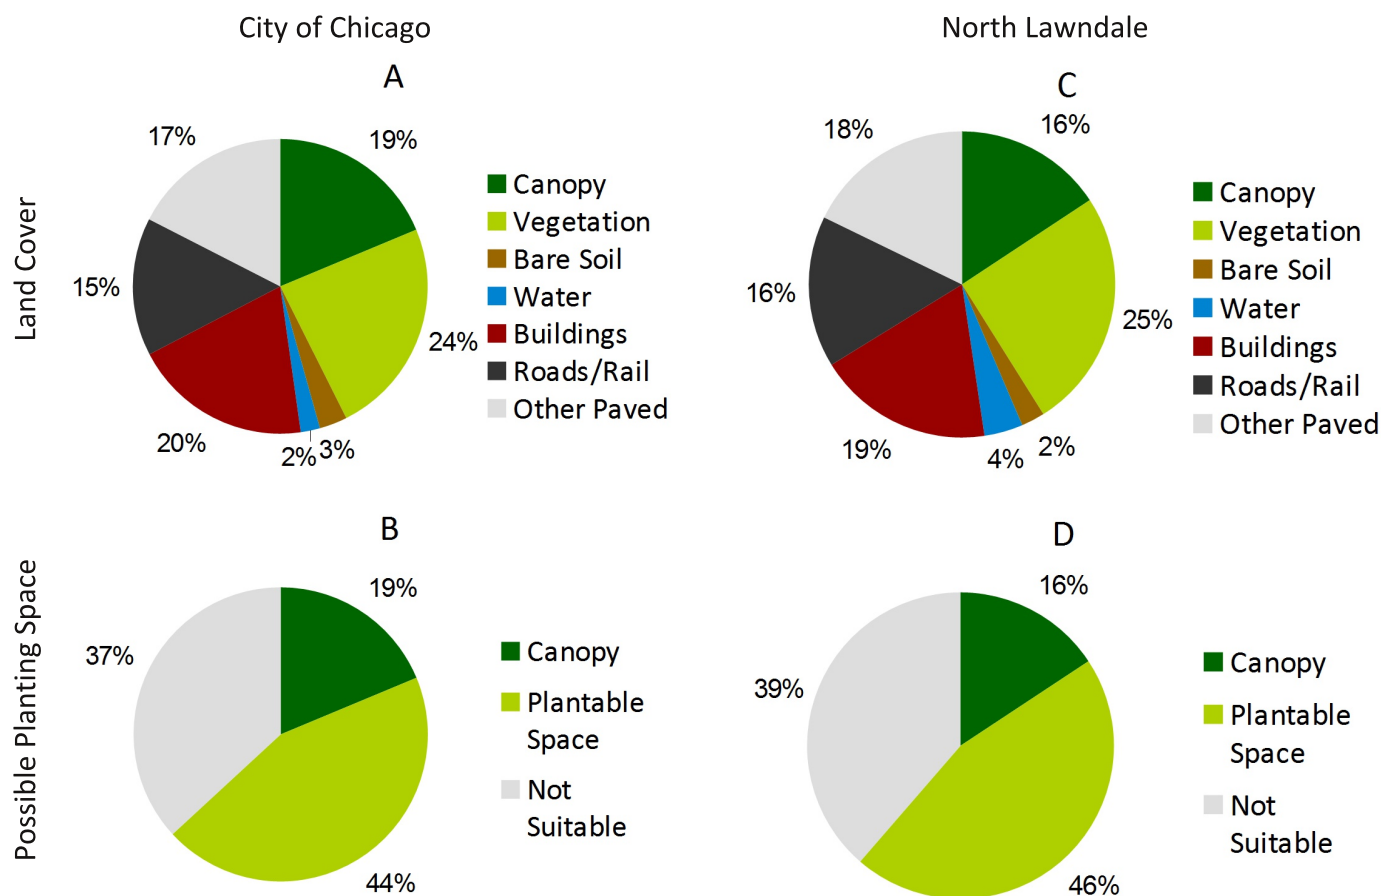 City of Chicago
North Lawndale
Land Cover
A
17%
19%
15%
24%
20%
2%
3%
Canopy
Vegetation
Bare Soil
Water
Buildings
Roads/Rail
Other Paved
C
18%
16%
16%
25%
19%
4%
2%
Canopy
Vegetation
Bare Soil
Water
Buildings
Roads/Rail
Other Paved
Possible Planting Space
B
19%
37%
44%
Canopy
Plantable
Space
Not
Suitable
D
16%
39%
46%
Canopy
Plantable
Space
Not
Suitable